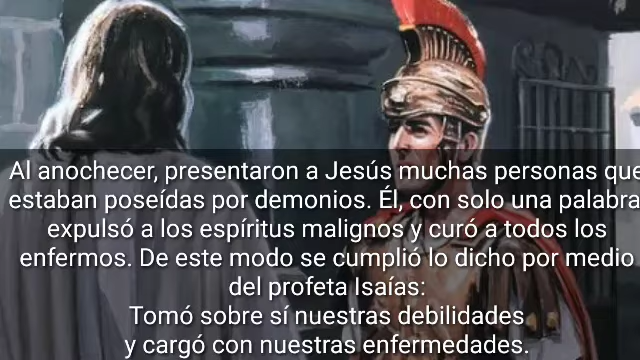 Al anochecer, presentaron a Jesús muchas personas que
estaban poseídas por demonios. Él, con solo una palabra
expulsó a los espíritus malignos y curó a todos los
enfermos. De este modo se cumplió lo dicho por medio
del profeta Isaías:
Tomó sobre sí nuestras debilidades
y cargó con nuestras enfermedades.